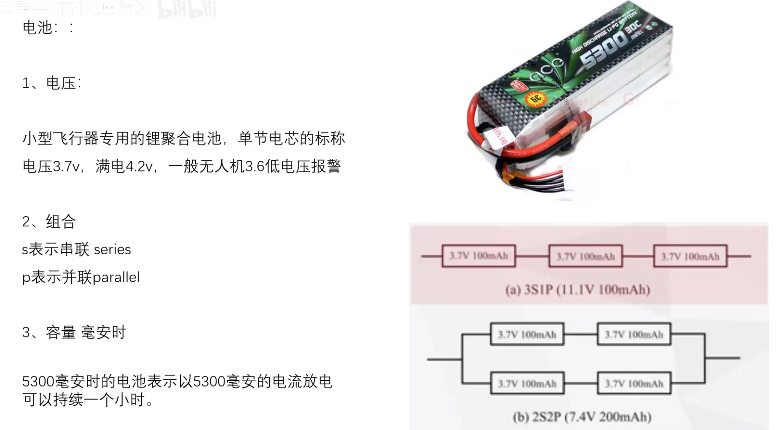 bilibili
电池：：
1、电压：
小型飞行器专用的锂聚合电池，单节电芯的标称
电压3.7v，满电4.2v，一般无人机3.6低电压报警
2、组合
s表示串联 series
p表示并联parallel
3、容量 毫安时
5300毫安时的电池表示以5300毫安的电流放电
可以持续一个小时。
ACE
HIGH DISCHARGE LI-PO BATTERY
5300 30C
3.7V 100mAh 3.7V 100mAh 3.7V 100mAh
(a) 3S1P (11.1V 100mAh)
3.7V 100mAh 3.7V 100mAh
3.7V 100mAh 3.7V 100mAh
(b) 2S2P (7.4V 200mAh)